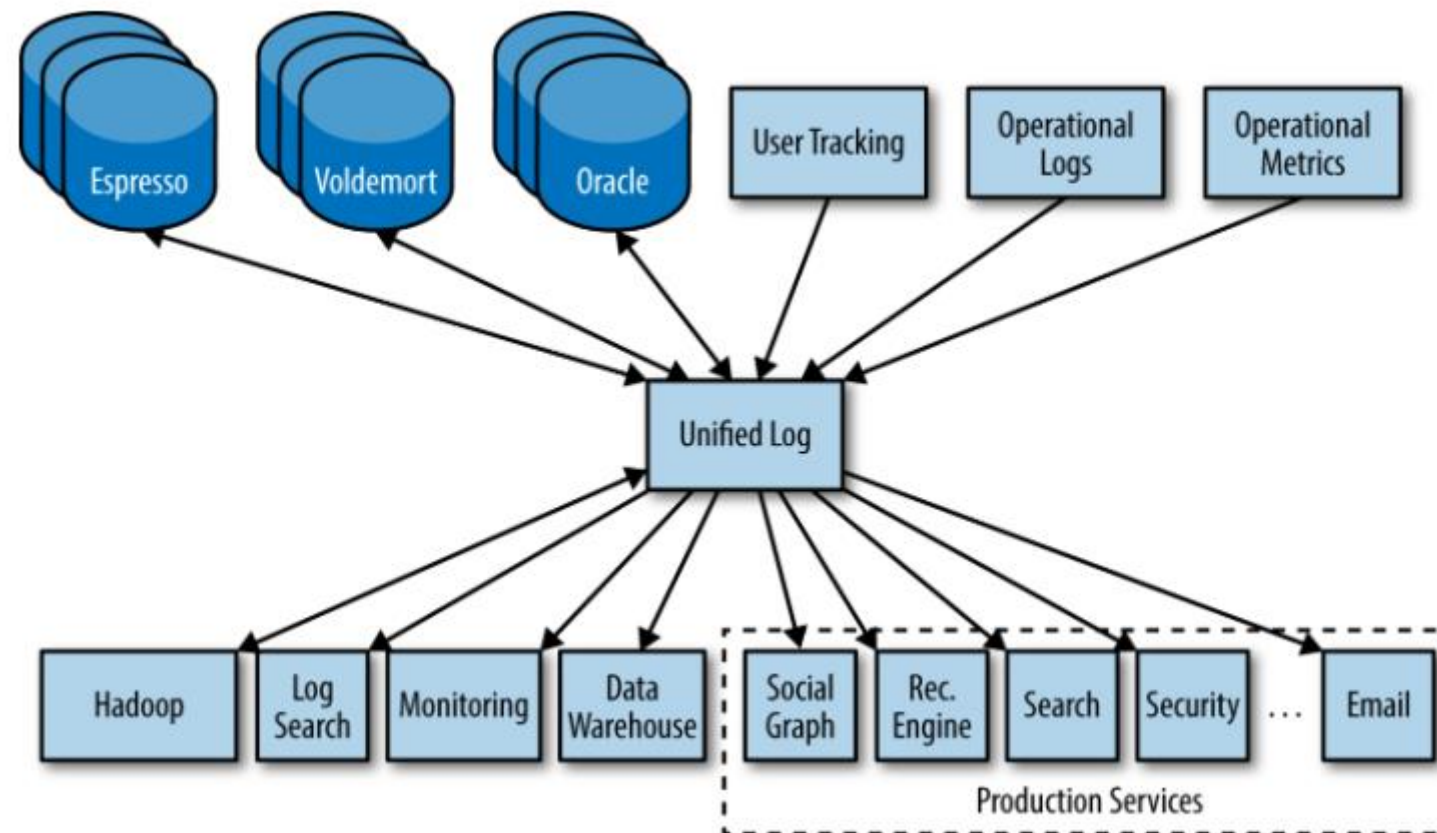 Espresso
Voldemort
Oracle
User Tracking
Operational
Logs
Operational
Metrics
Unified Log
Hadoop
Log
Search
Monitoring
Data
Warehouse
Social
Graph
Rec.
Engine
Search
Security
...
Email
Production Services